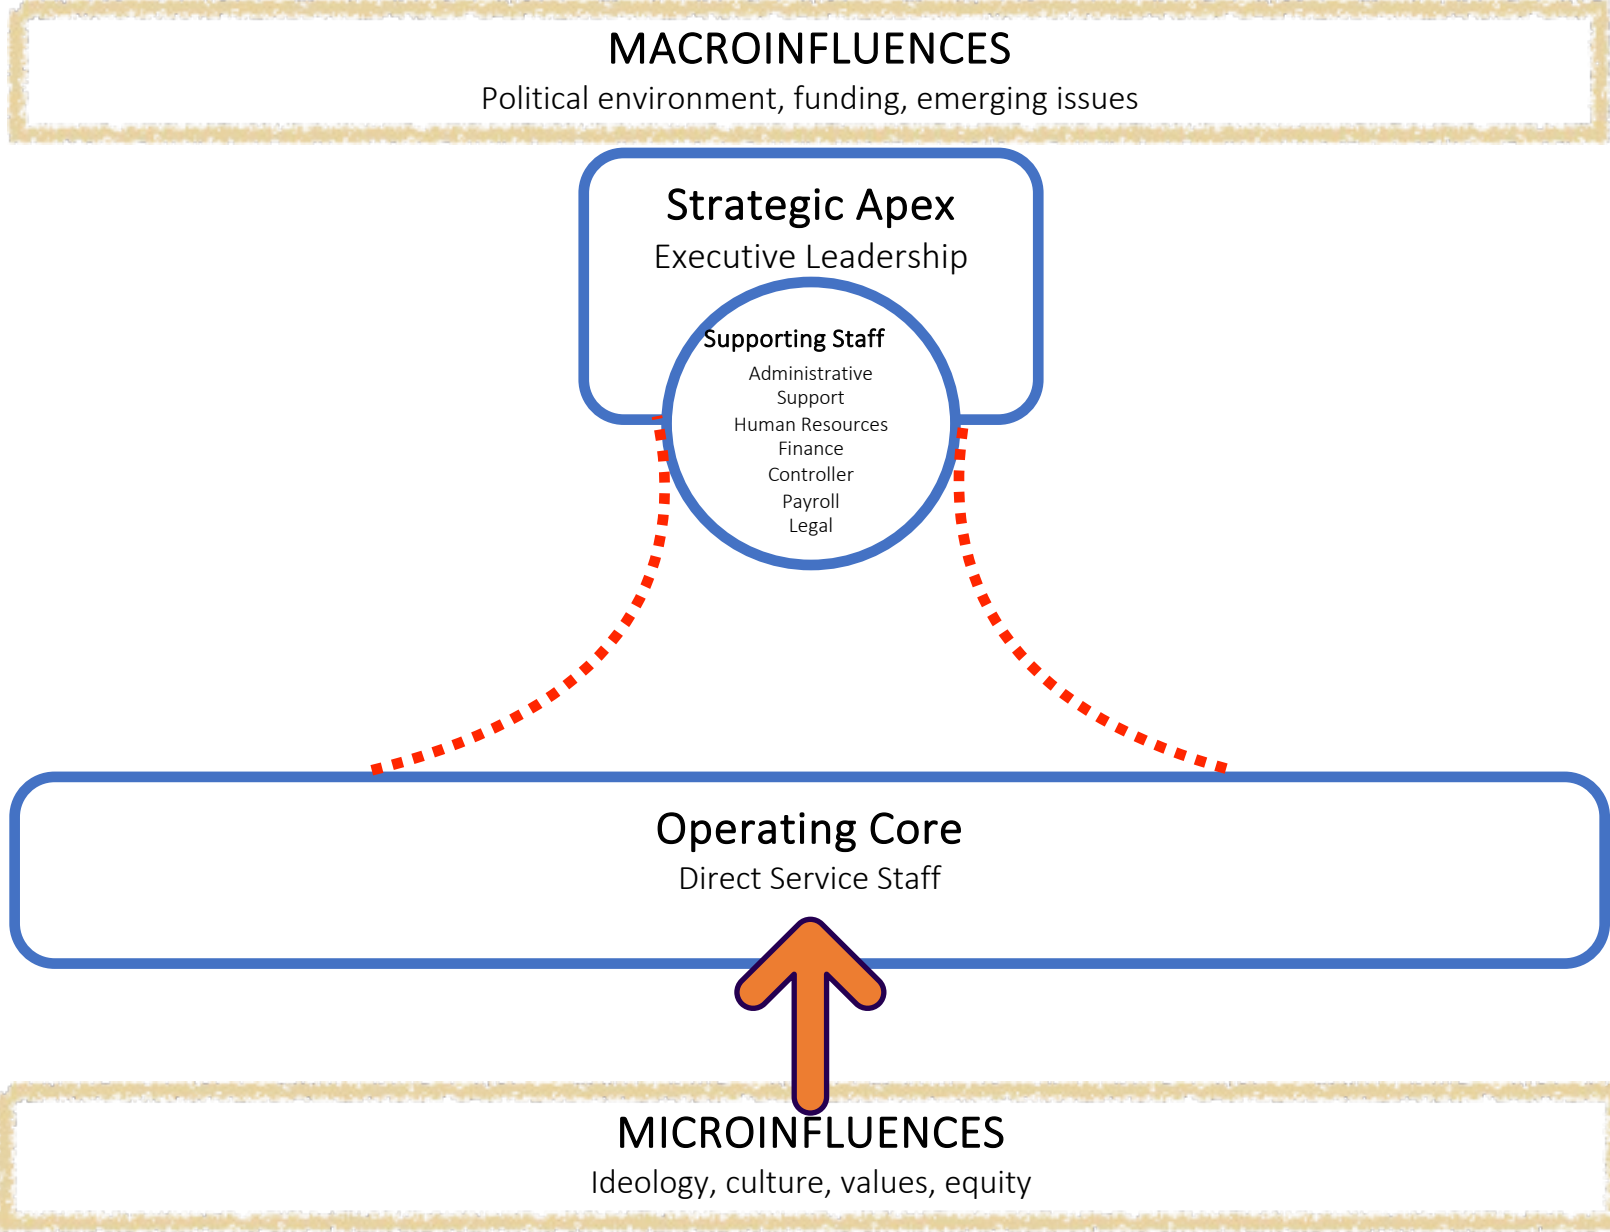 MACROINFLUENCES
Political environment, funding, emerging issues
Strategic Apex
Executive Leadership
Supporting Staff
Administrative
Support
Human Resources
Finance
Controller
Payroll
Legal
Operating Core
Direct Service Staff
MICROINFLUENCES
Ideology, culture, values, equity